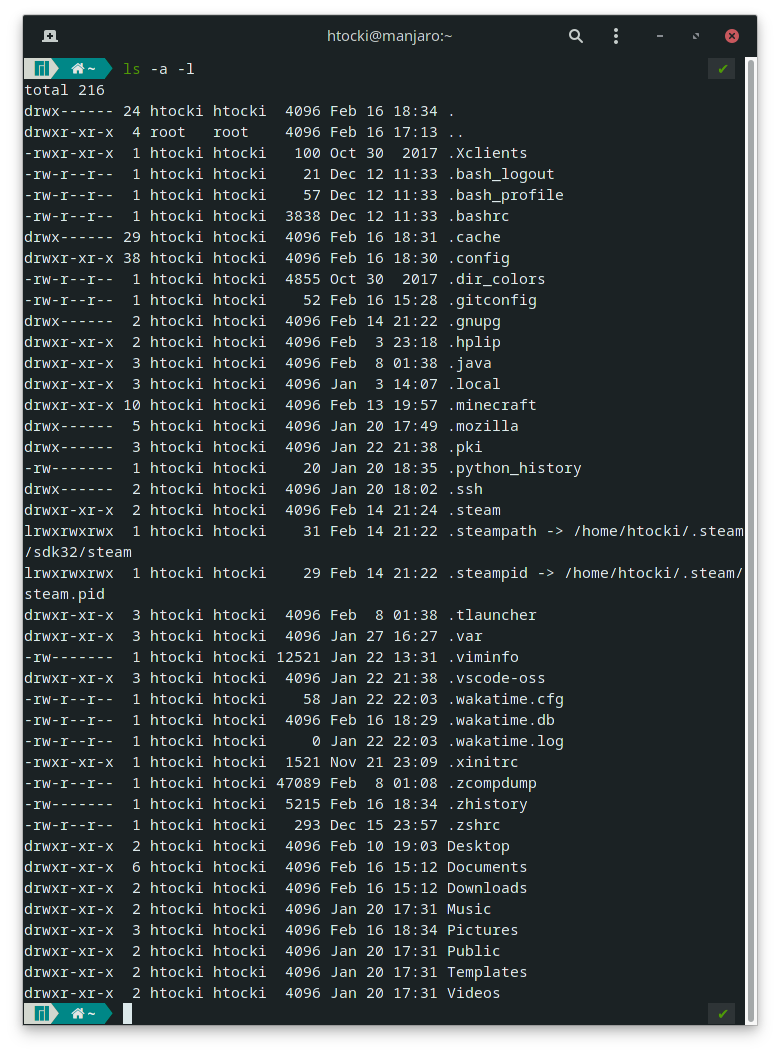 htocki@manjaro:~
~ ls -a -l ✔
total 216
drwx------ 24 htocki htocki  4096 Feb 16 18:34 .
drwxr-xr-x  4 root   root    4096 Feb 16 17:13 ..
-rwxr-xr-x  1 htocki htocki   100 Oct 30  2017 .Xclients
-rw-r--r--  1 htocki htocki    21 Dec 12 11:33 .bash_logout
-rw-r--r--  1 htocki htocki    57 Dec 12 11:33 .bash_profile
-rw-r--r--  1 htocki htocki  3838 Dec 12 11:33 .bashrc
drwx------ 29 htocki htocki  4096 Feb 16 18:31 .cache
drwxr-xr-x 38 htocki htocki  4096 Feb 16 18:30 .config
-rw-r--r--  1 htocki htocki  4855 Oct 30  2017 .dir_colors
-rw-r--r--  1 htocki htocki    52 Feb 16 15:28 .gitconfig
drwx------  2 htocki htocki  4096 Feb 14 21:22 .gnupg
drwxr-xr-x  2 htocki htocki  4096 Feb  3 23:18 .hplip
drwxr-xr-x  3 htocki htocki  4096 Feb  8 01:38 .java
drwxr-xr-x  3 htocki htocki  4096 Jan  3 14:07 .local
drwxr-xr-x 10 htocki htocki  4096 Feb 13 19:57 .minecraft
drwx------  5 htocki htocki  4096 Jan 20 17:49 .mozilla
drwx------  3 htocki htocki  4096 Jan 22 21:38 .pki
-rw-------  1 htocki htocki    20 Jan 20 18:35 .python_history
drwx------  2 htocki htocki  4096 Jan 20 18:02 .ssh
drwxr-xr-x  2 htocki htocki  4096 Feb 14 21:24 .steam
lrwxrwxrwx  1 htocki htocki    31 Feb 14 21:22 .steampath -> /home/htocki/.steam
/sdk32/steam
lrwxrwxrwx  1 htocki htocki    29 Feb 14 21:22 .steampid -> /home/htocki/.steam/
steam.pid
drwxr-xr-x  3 htocki htocki  4096 Feb  8 01:38 .tlauncher
drwxr-xr-x  3 htocki htocki  4096 Jan 27 16:27 .var
-rw-------  1 htocki htocki 12521 Jan 22 13:31 .viminfo
drwxr-xr-x  3 htocki htocki  4096 Jan 22 21:38 .vscode-oss
-rw-r--r--  1 htocki htocki    58 Jan 22 22:03 .wakatime.cfg
-rw-r--r--  1 htocki htocki  4096 Feb 16 18:29 .wakatime.db
-rw-r--r--  1 htocki htocki     0 Jan 22 22:03 .wakatime.log
-rwxr-xr-x  1 htocki htocki  1521 Nov 21 23:09 .xinitrc
-rw-r--r--  1 htocki htocki 47089 Feb  8 01:08 .zcompdump
-rw-------  1 htocki htocki  5215 Feb 16 18:34 .zhistory
-rw-r--r--  1 htocki htocki   293 Dec 15 23:57 .zshrc
drwxr-xr-x  2 htocki htocki  4096 Feb 10 19:03 Desktop
drwxr-xr-x  6 htocki htocki  4096 Feb 16 15:12 Documents
drwxr-xr-x  2 htocki htocki  4096 Feb 16 15:12 Downloads
drwxr-xr-x  2 htocki htocki  4096 Jan 20 17:31 Music
drwxr-xr-x  3 htocki htocki  4096 Feb 16 18:34 Pictures
drwxr-xr-x  2 htocki htocki  4096 Jan 20 17:31 Public
drwxr-xr-x  2 htocki htocki  4096 Jan 20 17:31 Templates
drwxr-xr-x  2 htocki htocki  4096 Jan 20 17:31 Videos
~ ✔